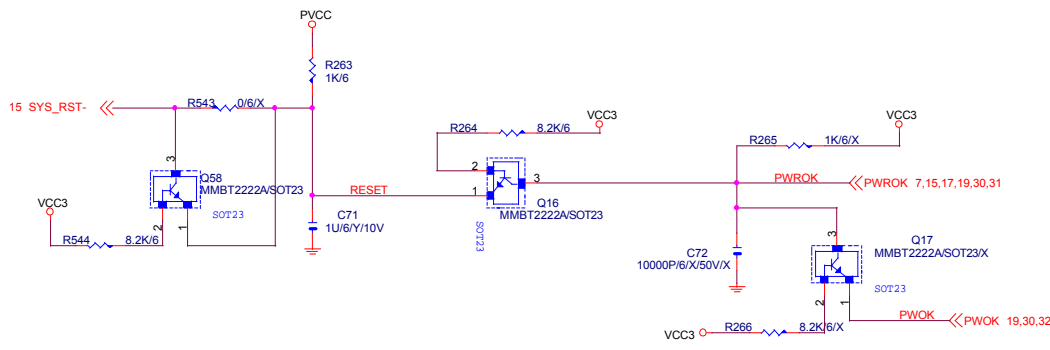 PVCC
R263
1K/6
15 SYS_RST-
R543
0/6/X
3
Q58
MMBT2222A/SOT23
SOT23
VCC3
R544
8.2K/6
2
1
RESET
C71
1U/6/Y/10V
R264
8.2K/6
VCC3
2
1
3
Q16
MMBT2222A/SOT23
SOT23
R265
1K/6/X
VCC3
PWROK
PWROK 7,15,17,19,30,31
C72
10000P/6/X/50V/X
3
Q17
MMBT2222A/SOT23/X
SOT23
2
1
VCC3
R266
8.2K/6/X
PWOK
PWOK 19,30,32